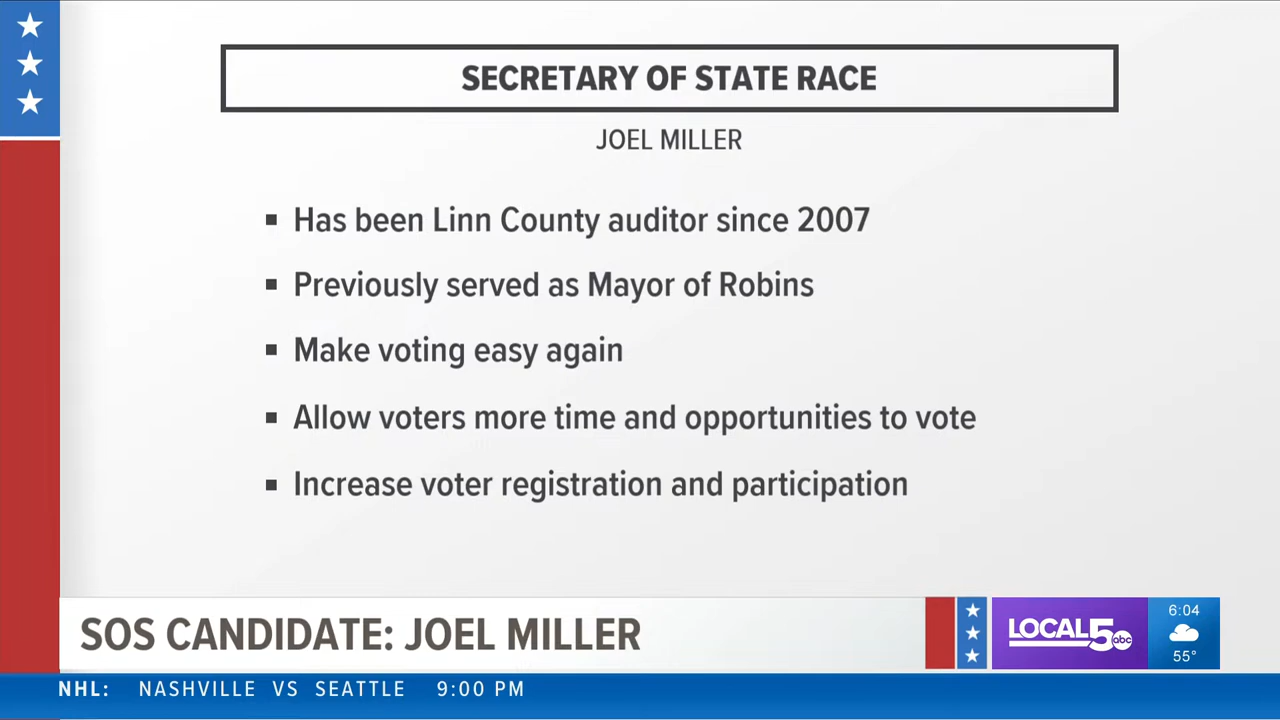 SECRETARY OF STATE RACE
JOEL MILLER
▪ Has been Linn County auditor since 2007
▪ Previously served as Mayor of Robins
▪ Make voting easy again
▪ Allow voters more time and opportunities to vote
▪ Increase voter registration and participation
SOS CANDIDATE: JOEL MILLER
LOCAL 5 abc
6:04
55°
NHL: NASHVILLE VS SEATTLE 9:00 PM